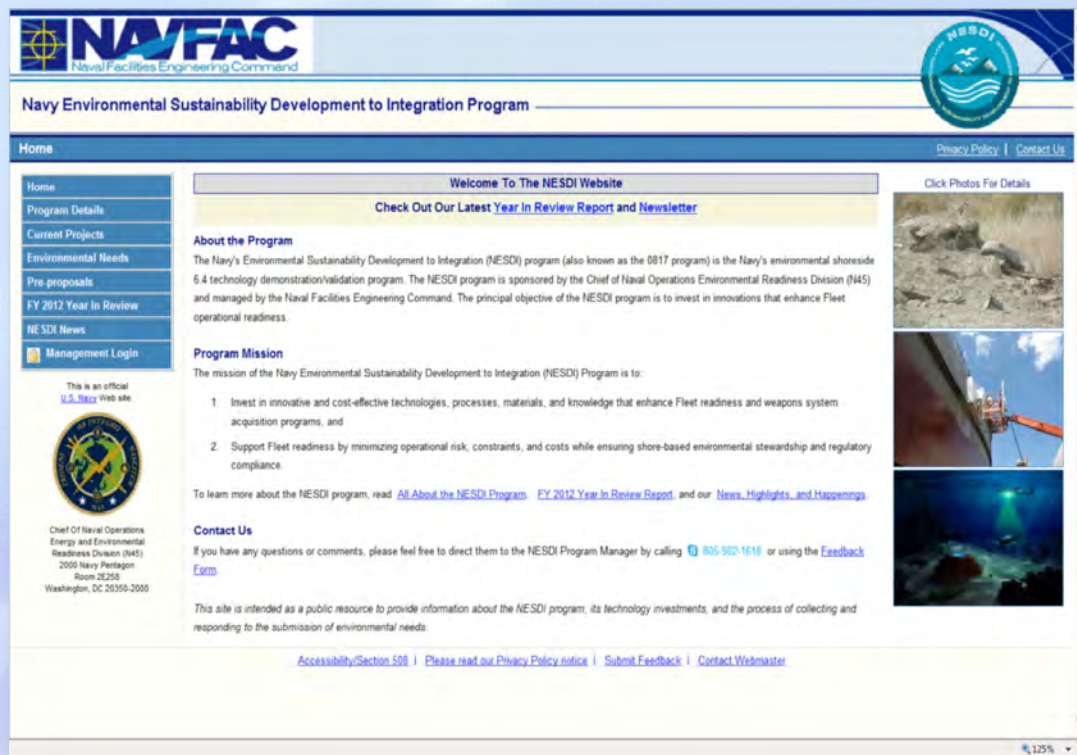 NAVFAC
Naval Facilities Engineering Command
NESDI
Navy Environmental Sustainability Development to Integration Program
Home
Privacy Policy | Contact Us
Home
Program Details
Current Projects
Environmental Needs
Pre-proposals
FY 2012 Year In Review
NESDI News
Management Login
This is an official
U.S. Navy Web site
Chief Of Naval Operations
Energy and Environmental
Readiness Division (N45)
2000 Navy Pentagon
Room 2E258
Washington, DC 20350-2000
Welcome To The NESDI Website
Check Out Our Latest Year In Review Report and Newsletter
About the Program
The Navy's Environmental Sustainability Development to Integration (NESDI) program (also known as the 0817 program) is the Navy's environmental shoreside
6.4 technology demonstration/validation program. The NESDI program is sponsored by the Chief of Naval Operations Environmental Readiness Division (N45)
and managed by the Naval Facilities Engineering Command. The principal objective of the NESDI program is to invest in innovations that enhance Fleet
operational readiness.
Program Mission
The mission of the Navy Environmental Sustainability Development to Integration (NESDI) Program is to:
1. Invest in innovative and cost-effective technologies, processes, materials, and knowledge that enhance Fleet readiness and weapons system
acquisition programs, and
2. Support Fleet readiness by minimizing operational risk, constraints, and costs while ensuring shore-based environmental stewardship and regulatory
compliance.
To learn more about the NESDI program, read All About the NESDI Program, FY 2012 Year In Review Report, and our News, Highlights, and Happenings.
Contact Us
If you have any questions or comments, please feel free to direct them to the NESDI Program Manager by calling 805-982-1618 or using the Feedback
Form.
This site is intended as a public resource to provide information about the NESDI program, its technology investments, and the process of collecting and
responding to the submission of environmental needs.
Click Photos For Details
Accessibility/Section 508 | Please read our Privacy Policy notice | Submit Feedback | Contact Webmaster
125%